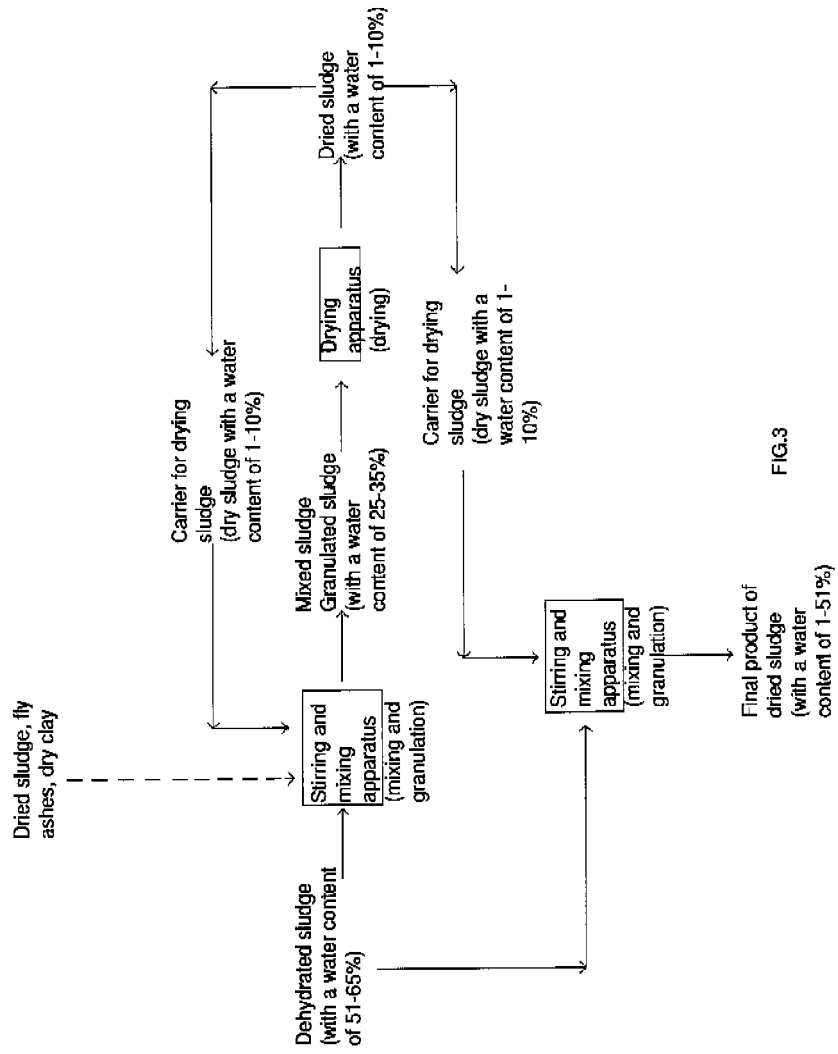 Dried sludge, fly
ashes, dry clay
Carrier for drying
sludge
(dry sludge with a water
content of 1-10%)
Dehydrated sludge
(with a water content
of 51-65%)
Stirring and
mixing
apparatus
(mixing and
granulation)
Mixed sludge
Granulated sludge
(with a water
content of 25-35%)
Drying
apparatus
(drying)
Dried sludge
(with a water
content of 1-10%)
Carrier for drying
sludge
(dry sludge with a
water content of 1-
10%)
Stirring and
mixing
apparatus
(mixing and
granulation)
Final product of
dried sludge
(with a water
content of 1-51%)
FIG.3